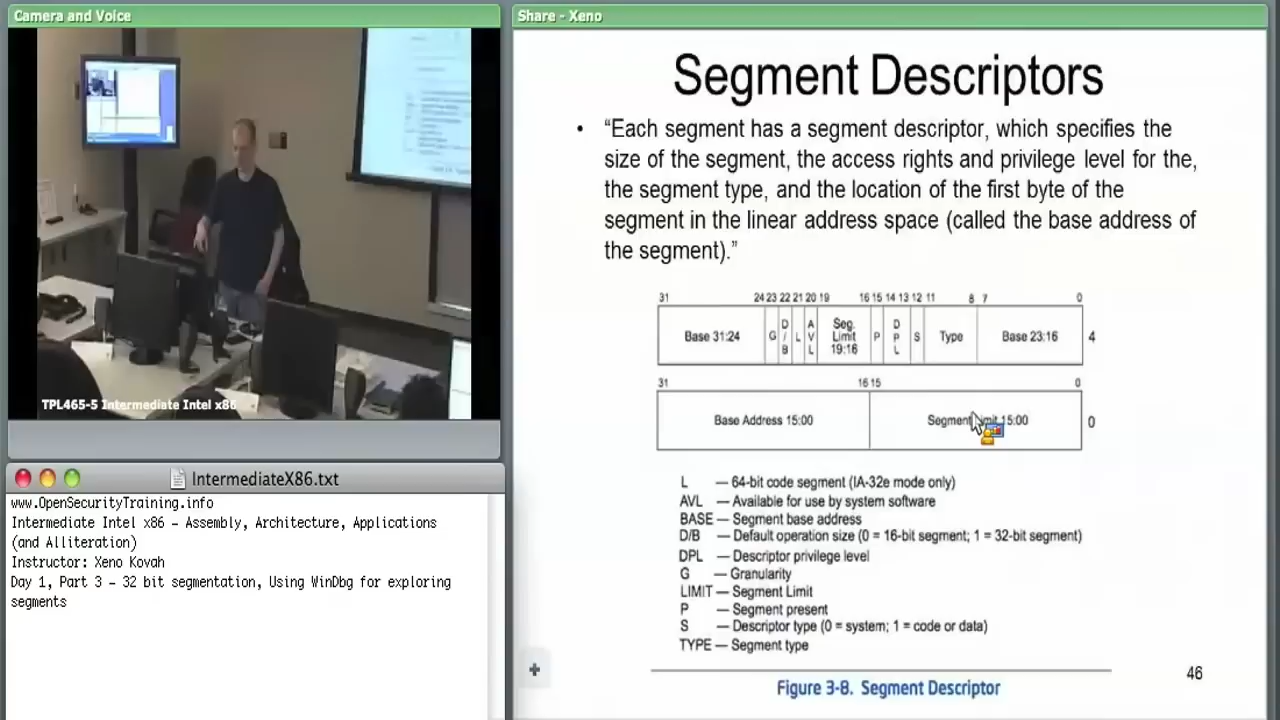 Camera and Voice
TPL465-5 Intermediate Intel x86
IntermediateX86.txt
www.OpenSecurityTraining.info
Intermediate Intel x86 – Assembly, Architecture, Applications
(and Alliteration)
Instructor: Xeno Kovah
Day 1, Part 3 – 32 bit segmentation, Using WinDbg for exploring
segments
Share - Xeno
Segment Descriptors
• “Each segment has a segment descriptor, which specifies the
size of the segment, the access rights and privilege level for the,
the segment type, and the location of the first byte of the
segment in the linear address space (called the base address of
the segment).”
31 24 23 22 21 20 19 16 15 14 13 12 11 8 7 0
Base 31:24 G D/B L AVL Seg. Limit 19:16 P DPL S Type Base 23:16 4
31 16 15 0
Base Address 15:00 Segment Limit 15:00 0
L — 64-bit code segment (IA-32e mode only)
AVL — Available for use by system software
BASE — Segment base address
D/B — Default operation size (0 = 16-bit segment; 1 = 32-bit segment)
DPL — Descriptor privilege level
G — Granularity
LIMIT — Segment Limit
P — Segment present
S — Descriptor type (0 = system; 1 = code or data)
TYPE — Segment type
Figure 3-8. Segment Descriptor
46